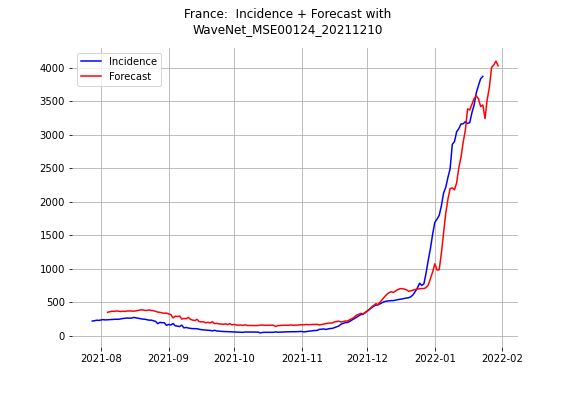 France:  Incidence + Forecast with
WaveNet_MSE00124_20211210
Incidence
Forecast
4000
3500
3000
2500
2000
1500
1000
500
0
2021-08 2021-09 2021-10 2021-11 2021-12 2022-01 2022-02